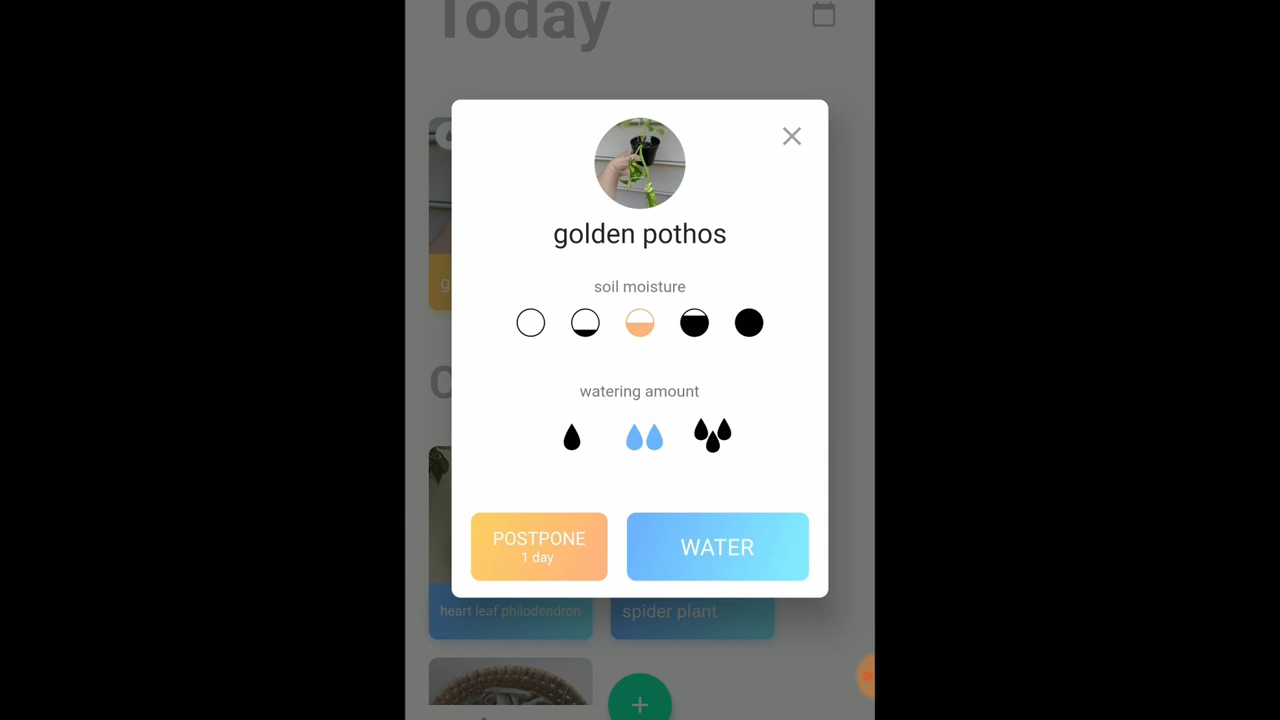 Today
golden pothos
soil moisture
watering amount
POSTPONE
1 day
WATER
heart leaf philodendron
spider plant